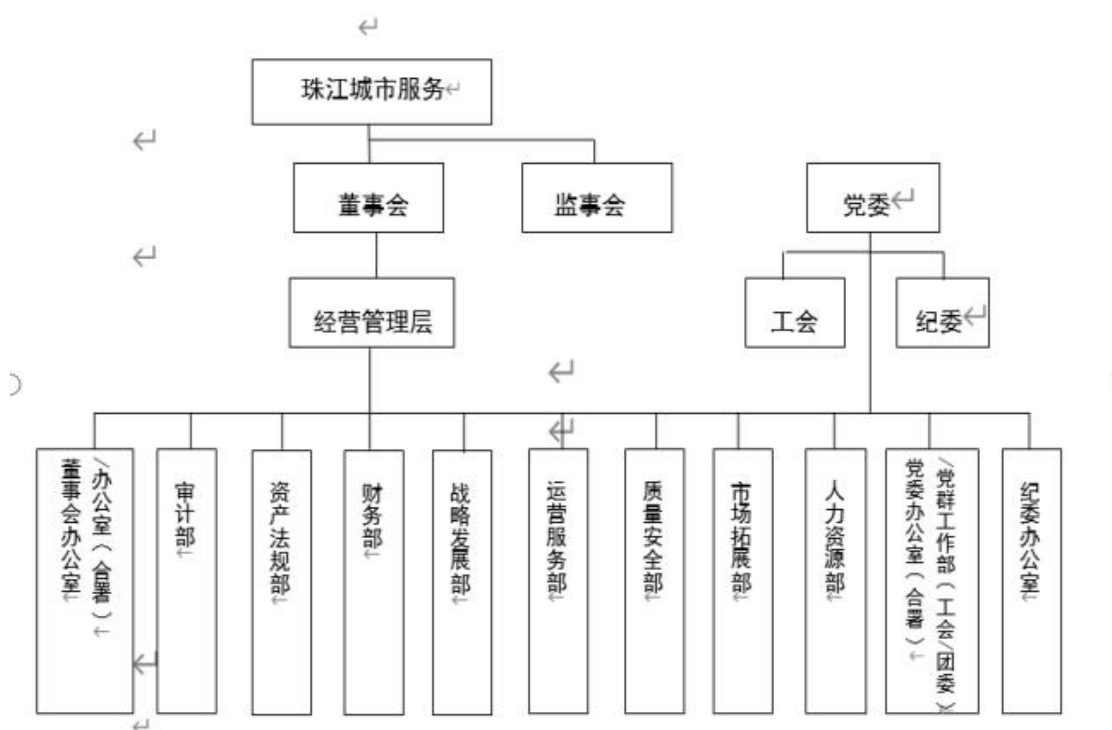 珠江城市服务
董事会
监事会
党委
经营管理层
工会
纪委
董事会办公室
/办公室(合署)
审计部
资产法规部
财务部
战略发展部
运营服务部
质量安全部
市场拓展部
人力资源部
党委办公室(合署)
/党群工作部(工会/团委)
纪委办公室